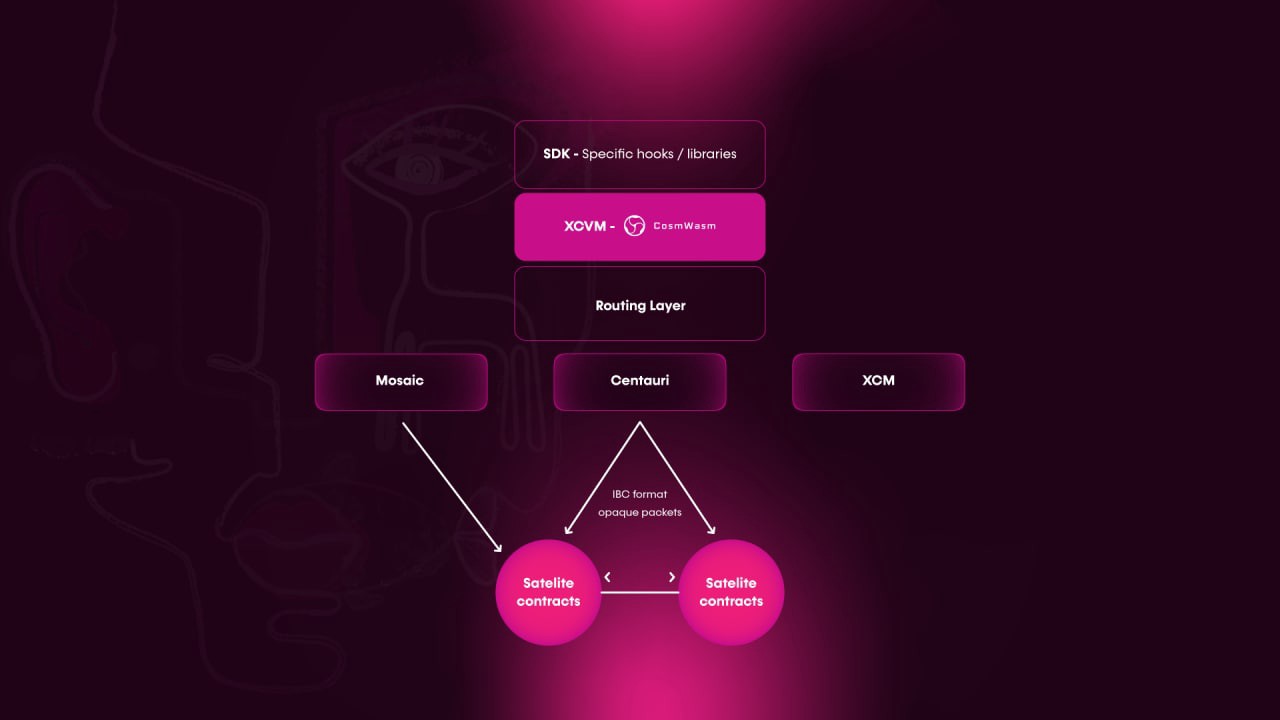 SDK - Specific hooks / libraries
XCVM - CosmWasm
Routing Layer
Mosaic
Centauri
XCM
IBC format
opaque packets
Satelite
contracts
Satelite
contracts